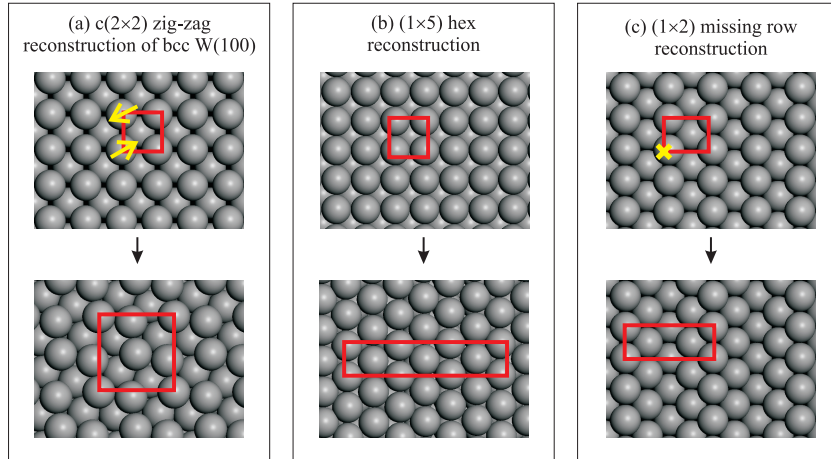 (a) c(2×2) zig-zag
reconstruction of bcc W(100)
(b) (1×5) hex
reconstruction
(c) (1×2) missing row
reconstruction